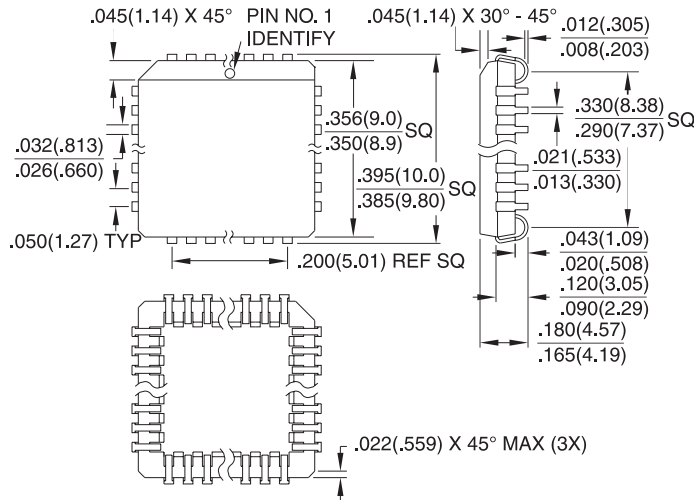 .045(1.14) X 45°
PIN NO. 1
IDENTIFY
.045(1.14) X 30° - 45°
.012(.305)
.008(.203)
.356(9.0)
.350(8.9)
SQ
.330(8.38)
.290(7.37)
SQ
.032(.813)
.026(.660)
.021(.533)
.013(.330)
.395(10.0)
.385(9.80)
SQ
.050(1.27) TYP
.200(5.01) REF SQ
.043(1.09)
.020(.508)
.120(3.05)
.090(2.29)
.180(4.57)
.165(4.19)
.022(.559) X 45° MAX (3X)